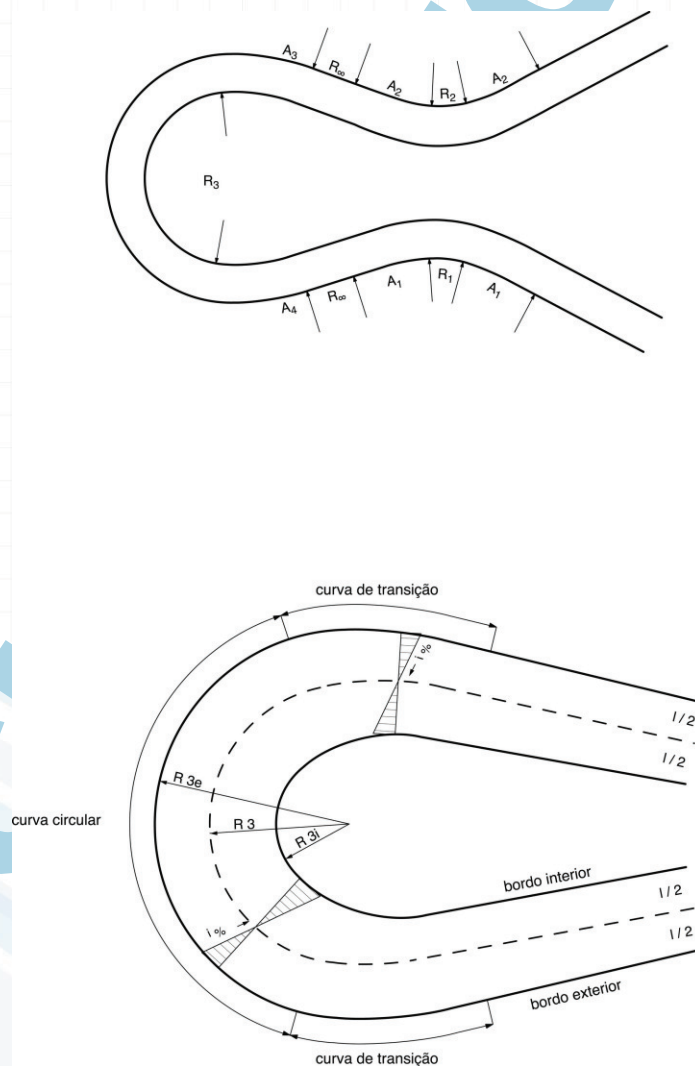 A₃
R∞
A₂
R₂
A₂
R₃
A₄
R∞
A₁
R₁
A₁
curva de transição
i %
l / 2
l / 2
R 3e
curva circular
R 3
R 3i
bordo interior
l / 2
i %
l / 2
bordo exterior
curva de transição